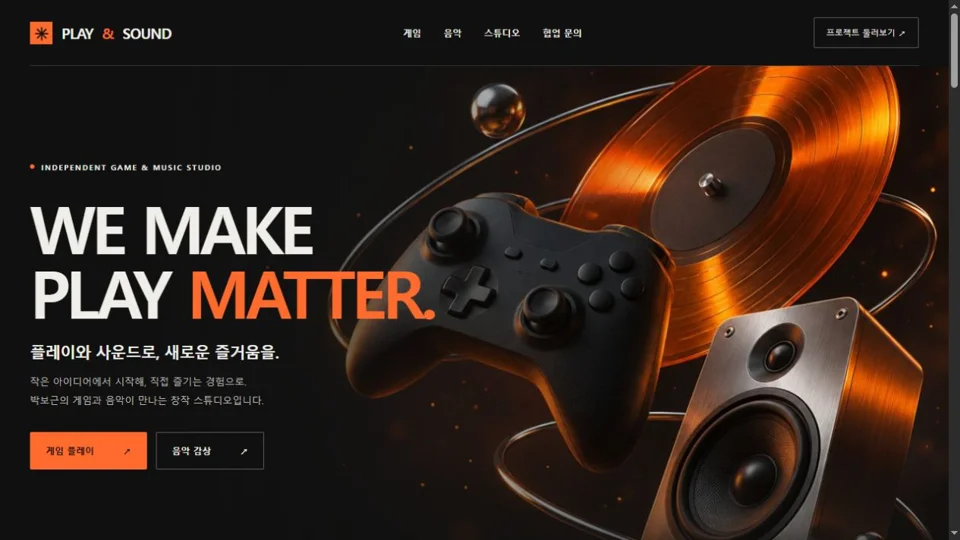 PLAY & SOUND
게임 음악 스튜디오 협업 문의
프로젝트 둘러보기 ↗
INDEPENDENT GAME & MUSIC STUDIO
WE MAKE
PLAY MATTER.
플레이와 사운드로, 새로운 즐거움을.
작은 아이디어에서 시작해, 직접 즐기는 경험으로.
박보군의 게임과 음악이 만나는 창작 스튜디오입니다.
게임 플레이 ↗
음악 감상 ↗